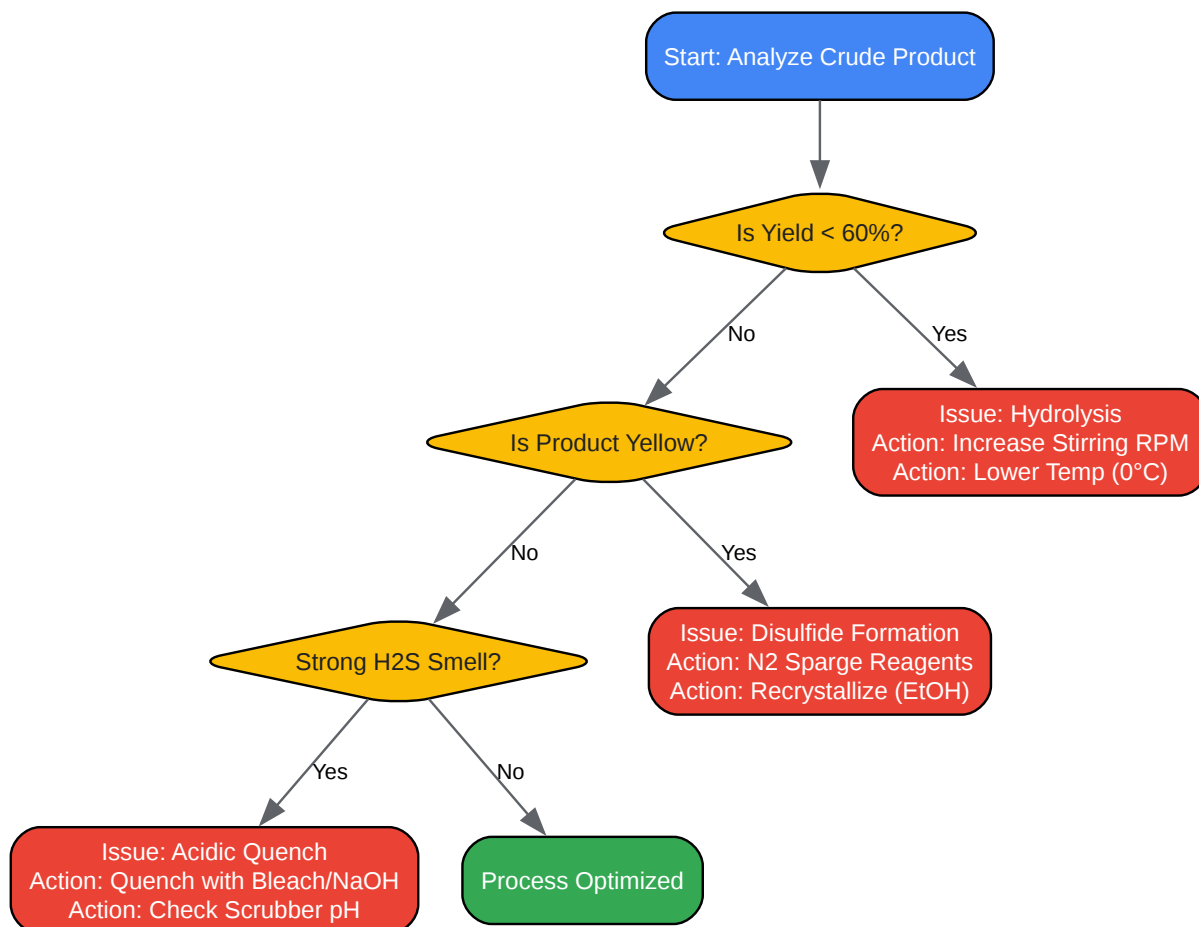 Start: Analyze Crude Product
Is Yield < 60%?
No
Yes
Issue: Hydrolysis
Action: Increase Stirring RPM
Action: Lower Temp (0°C)
Is Product Yellow?
No
Yes
Issue: Disulfide Formation
Action: N2 Sparge Reagents
Action: Recrystallize (EtOH)
Strong H2S Smell?
Yes
No
Issue: Acidic Quench
Action: Quench with Bleach/NaOH
Action: Check Scrubber pH
Process Optimized